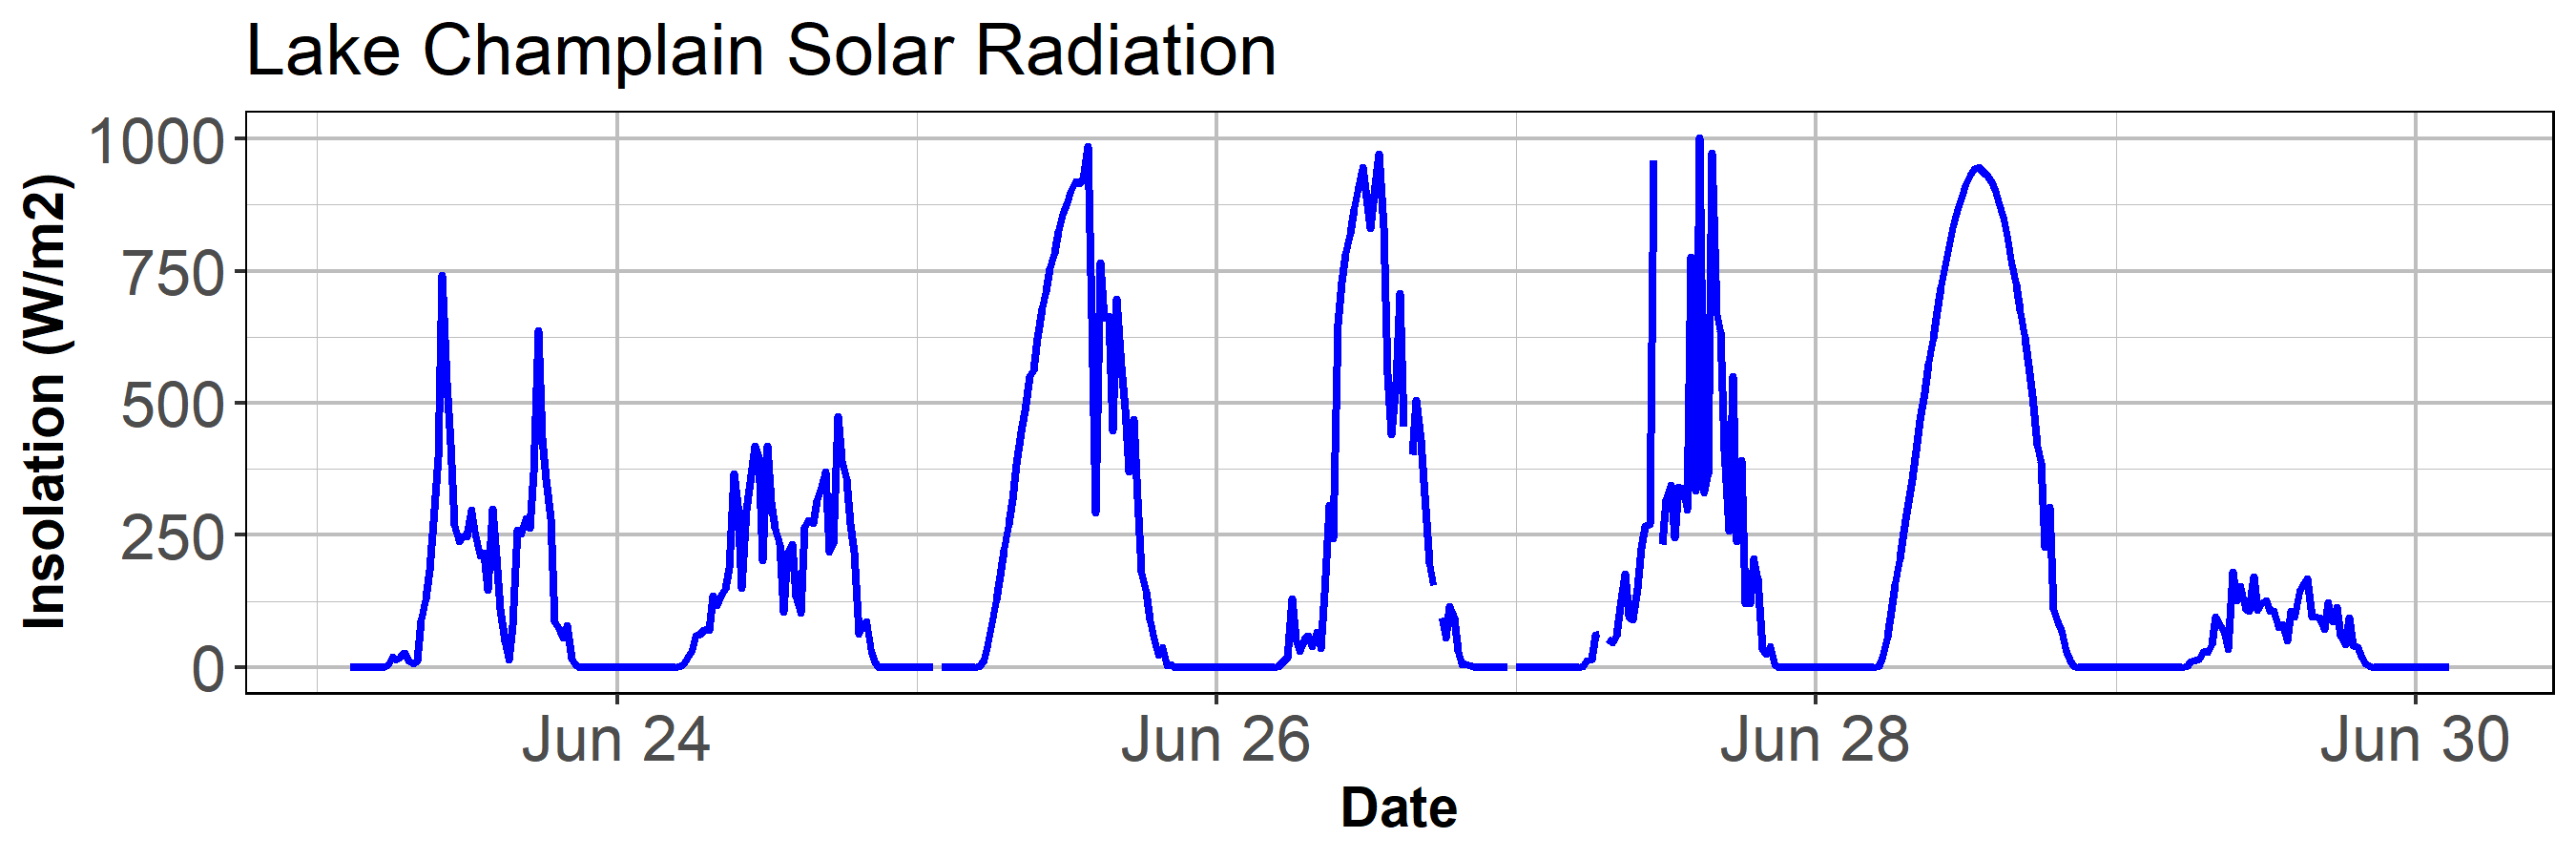 Lake Champlain Solar Radiation
Insolation (W/m2)
1000
750
500
250
0
Jun 24
Jun 26
Jun 28
Jun 30
Date